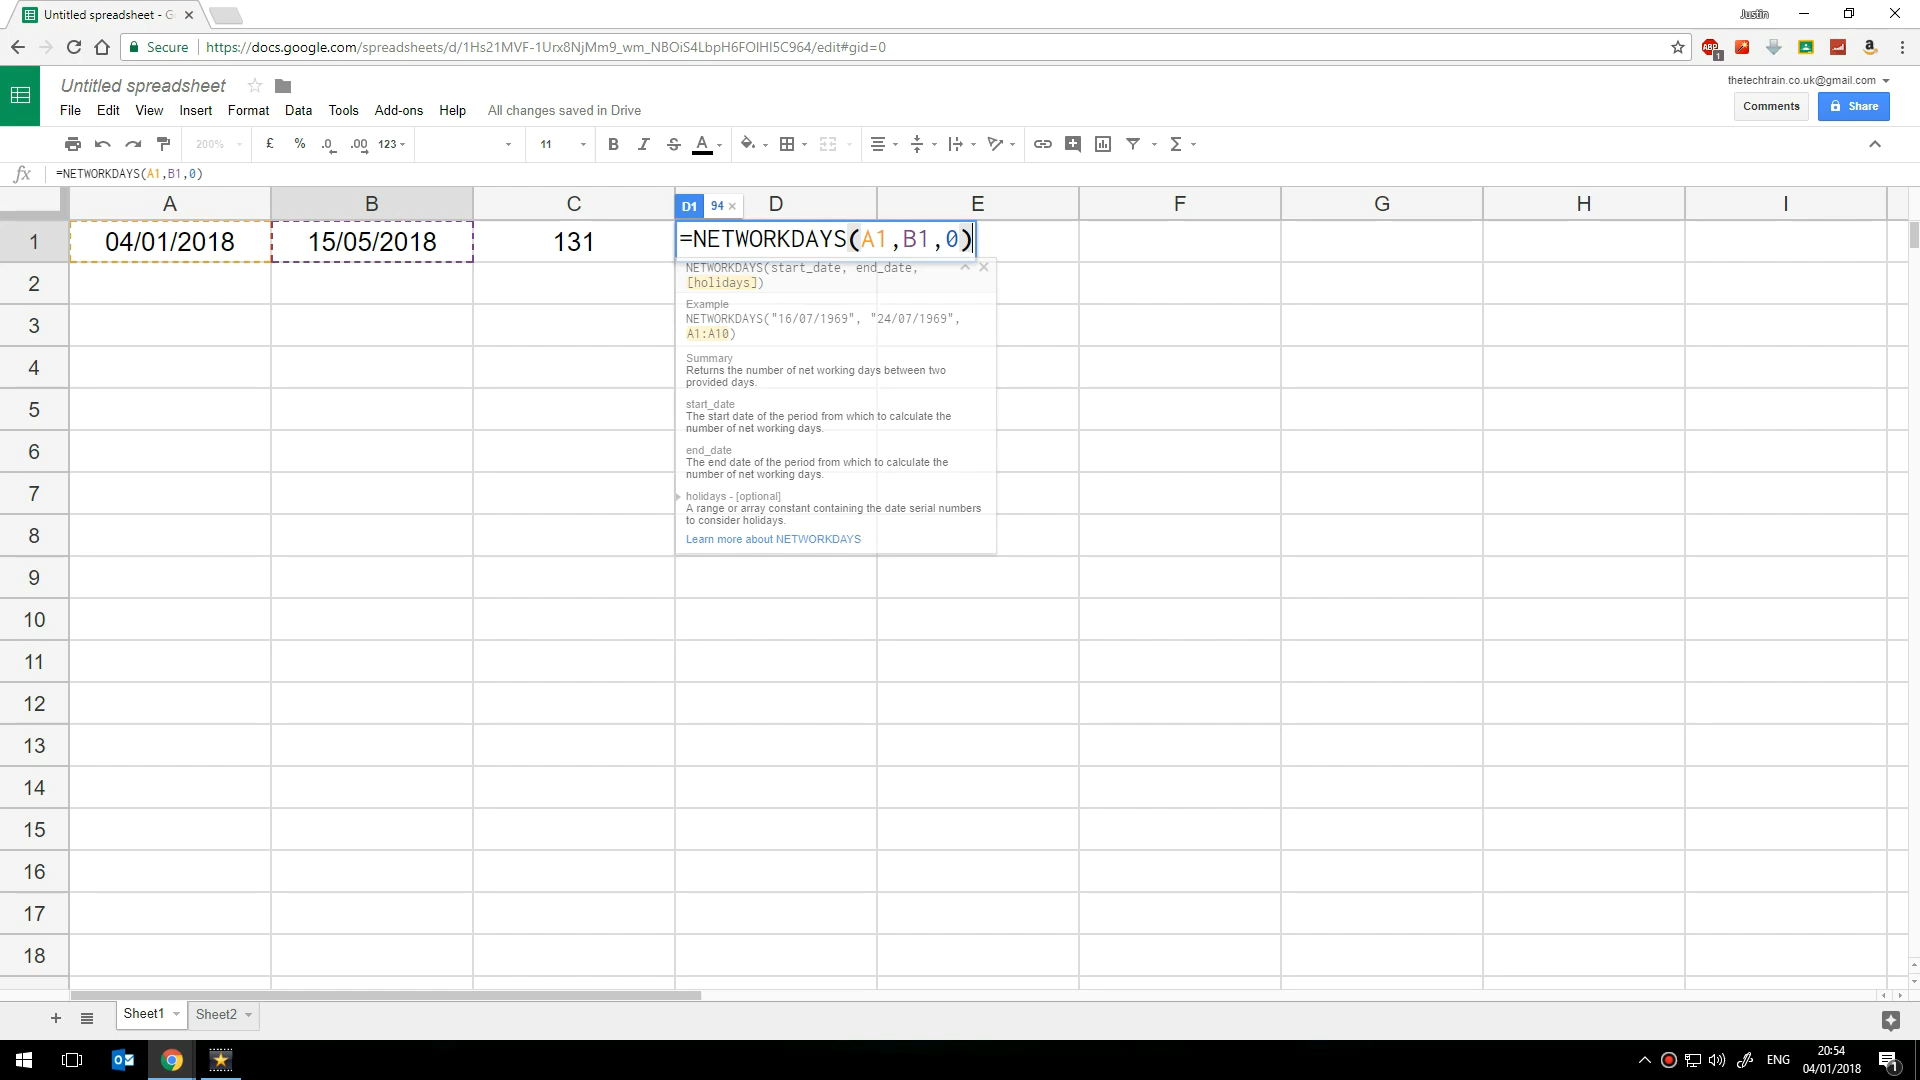 Untitled spreadsheet - G
Justin
Secure
https://docs.google.com/spreadsheets/d/1Hs21MVF-1Urx8NjMm9_wm_NBOiS4LbpH6FOIHI5C964/edit#gid=0
ABP
1
Untitled spreadsheet
thetechtrain.co.uk@gmail.com
File Edit View Insert Format Data Tools Add-ons Help All changes saved in Drive
Comments
Share
200%
£ % .0 .00 123
11
B I S A
Σ
fx =NETWORKDAYS(A1,B1,0)
A B C D E F G H I
D1 94 ×
1 04/01/2018 15/05/2018 131 =NETWORKDAYS(A1,B1,0)
NETWORKDAYS(start_date, end_date,
[holidays])
Example
NETWORKDAYS("16/07/1969", "24/07/1969",
A1:A10)
Summary
Returns the number of net working days between two
provided days.
start_date
The start date of the period from which to calculate the
number of net working days.
end_date
The end date of the period from which to calculate the
number of net working days.
holidays - [optional]
A range or array constant containing the date serial numbers
to consider holidays.
Learn more about NETWORKDAYS
2
3
4
5
6
7
8
9
10
11
12
13
14
15
16
17
18
Sheet1 Sheet2
ENG
20:54
04/01/2018
1